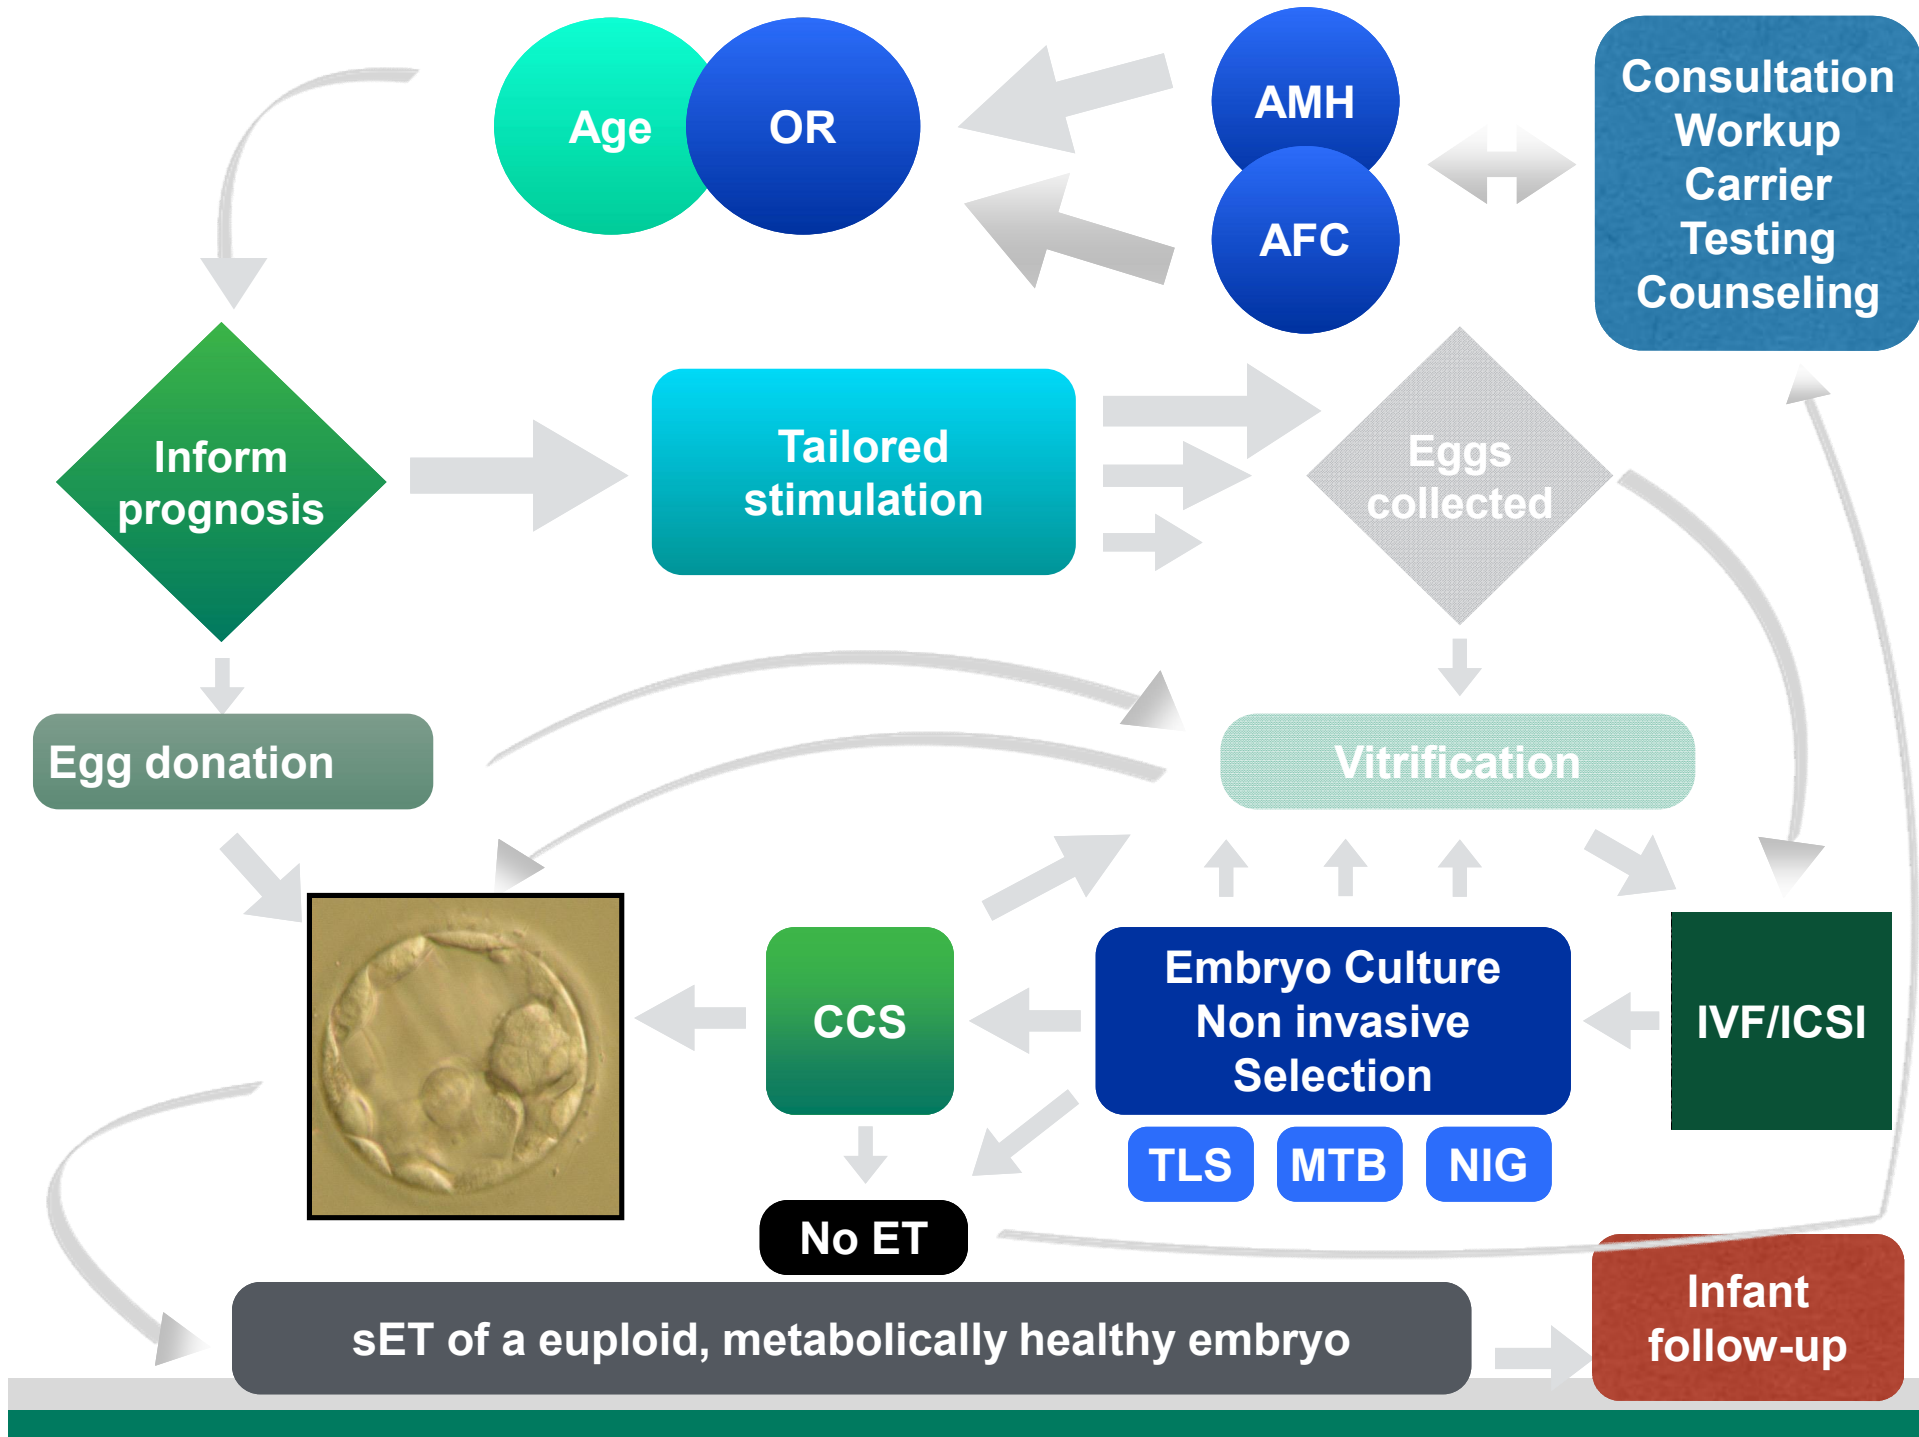 Age
OR
AMH
AFC
Consultation
Workup
Carrier
Testing
Counseling
Inform
prognosis
Tailored
stimulation
Eggs
collected
Egg donation
Vitrification
CCS
Embryo Culture
Non invasive
Selection
IVF/ICSI
TLS
MTB
NIG
No ET
sET of a euploid, metabolically healthy embryo
Infant
follow-up